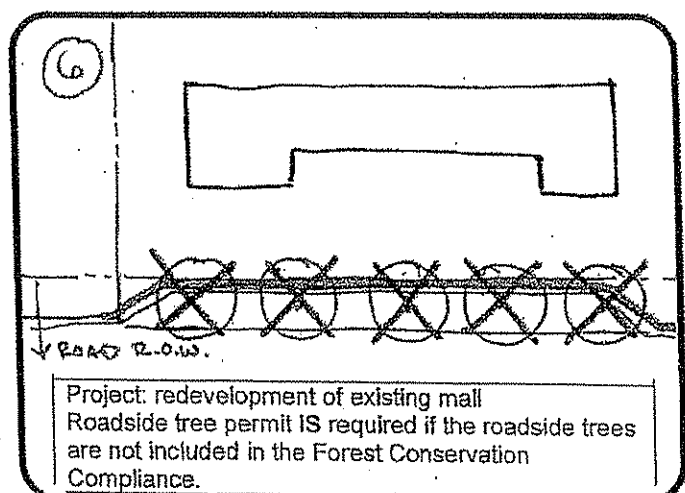 6
ROAD R.O.W.
Project: redevelopment of existing mall
Roadside tree permit IS required if the roadside trees
are not included in the Forest Conservation
Compliance.